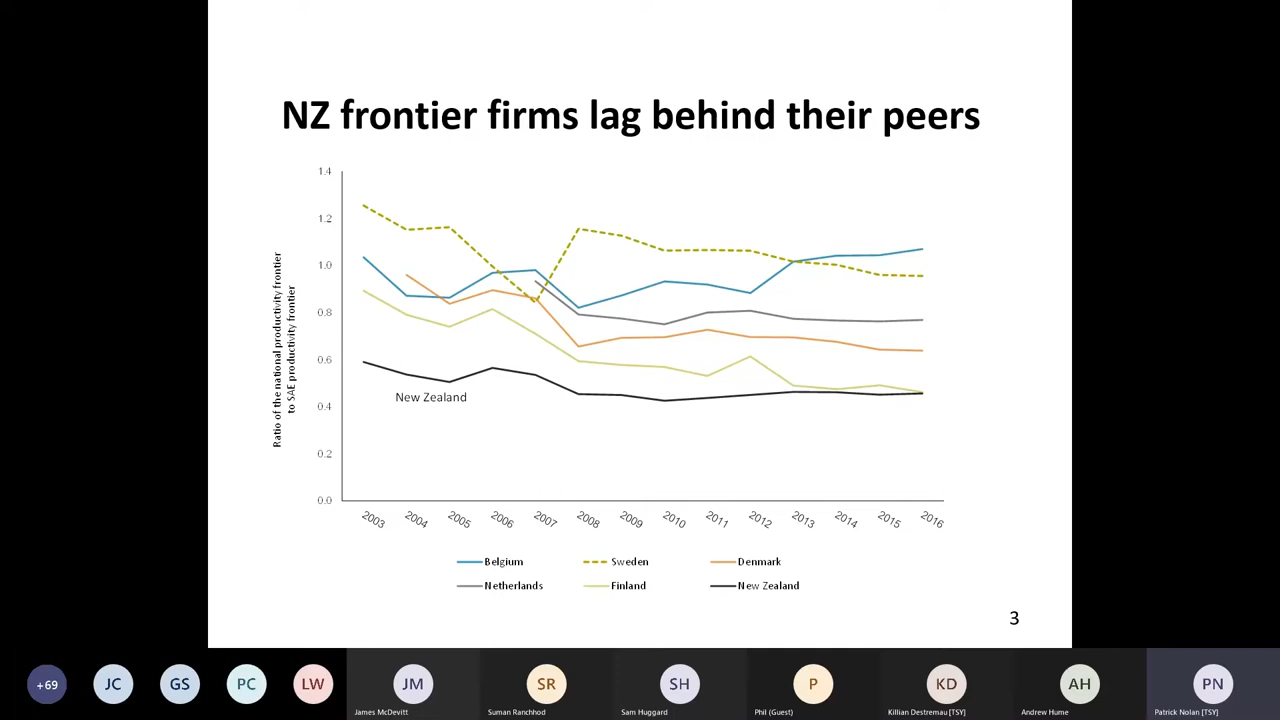 NZ frontier firms lag behind their peers
Ratio of the national productivity frontier
to SAE productivity frontier
1.4
1.2
1.0
0.8
0.6
0.4
0.2
0.0
New Zealand
2003 2004 2005 2006 2007 2008 2009 2010 2011 2012 2013 2014 2015 2016
Belgium Sweden Denmark
Netherlands Finland New Zealand
3
+69 JC GS PC LW JM SR SH P KD AH PN
James McDevitt Suman Ranchhod Sam Huggard Phil (Guest) Killian Destremau [TSY] Andrew Hume Patrick Nolan [TSY]